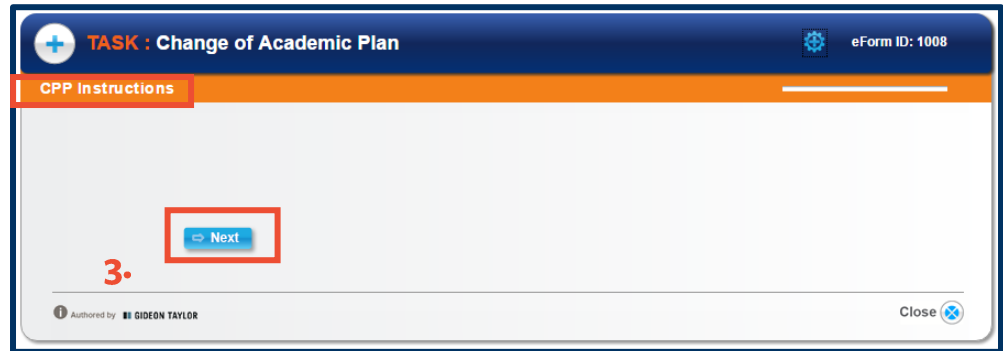 TASK : Change of Academic Plan
eForm ID: 1008
CPP Instructions
Next
3.
Authored by GIDEON TAYLOR
Close